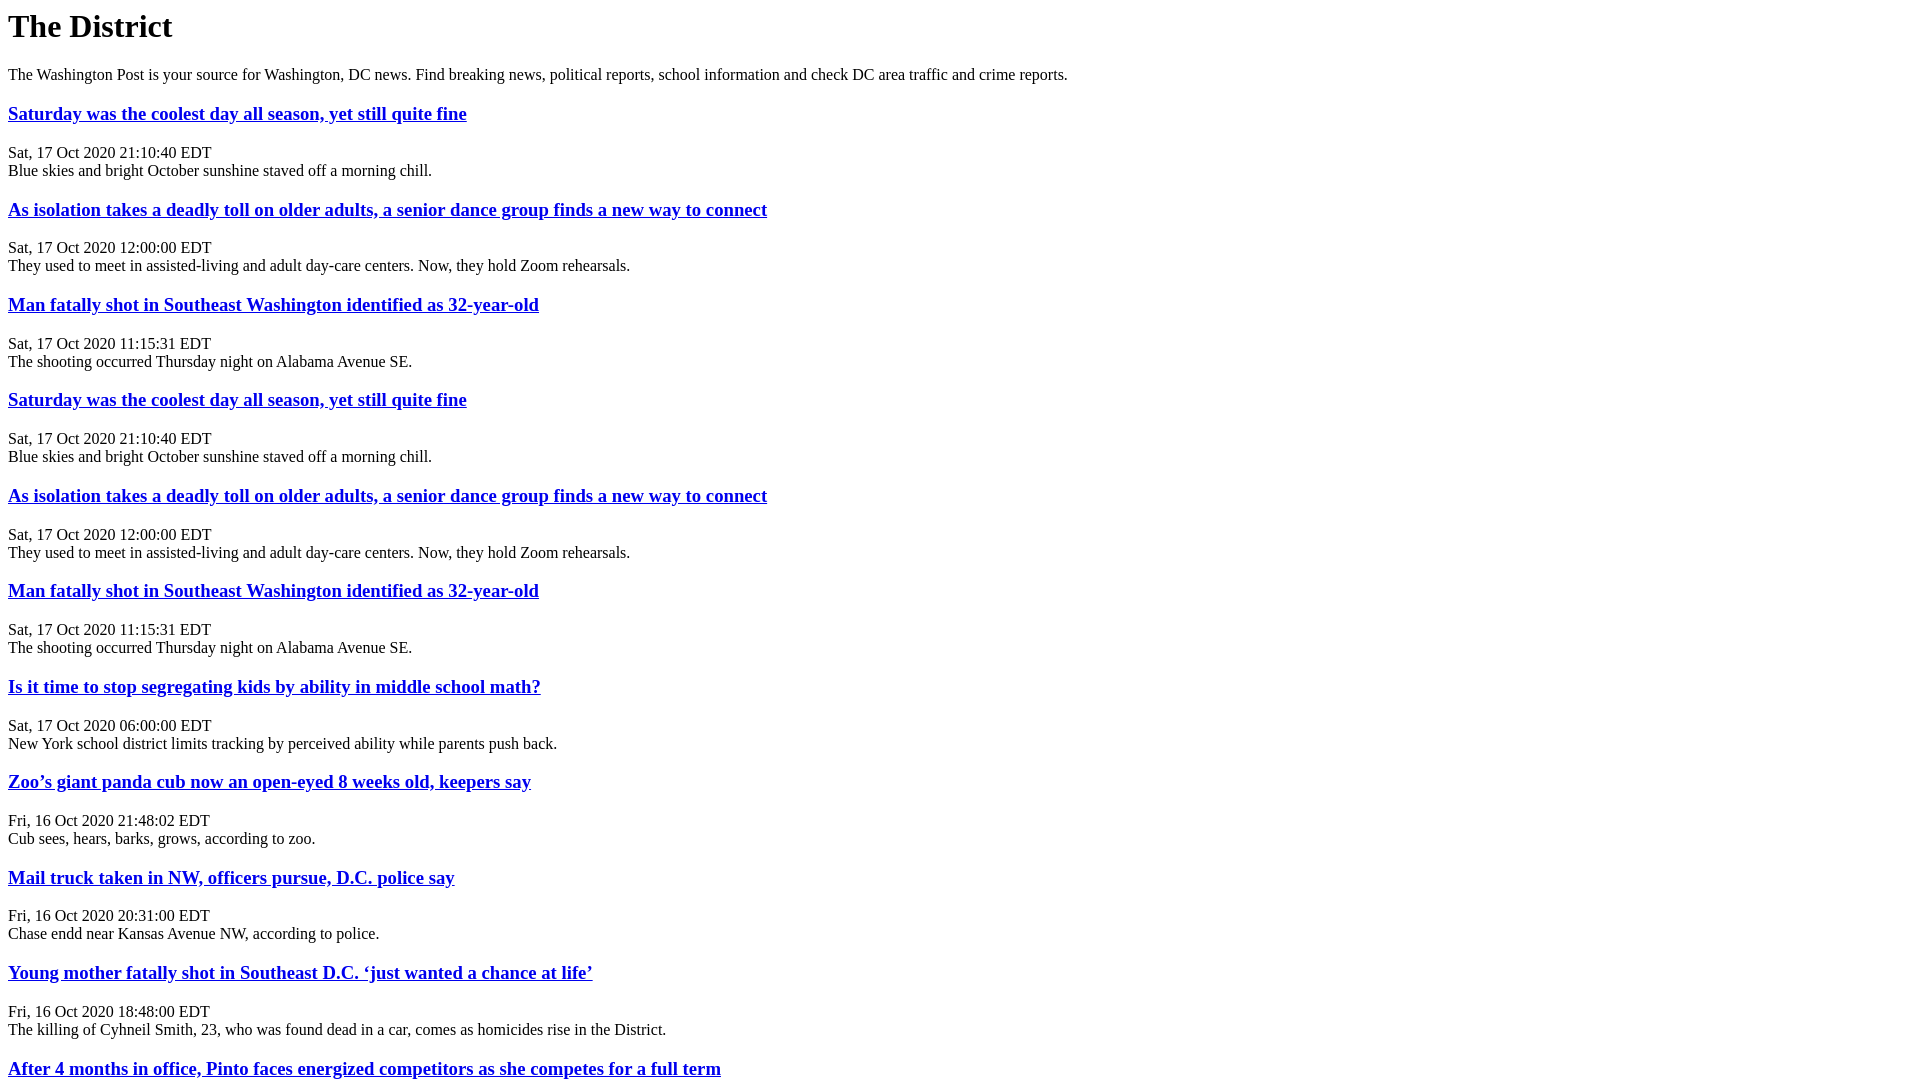 The District
The Washington Post is your source for Washington, DC news. Find breaking news, political reports, school information and check DC area traffic and crime reports.
Saturday was the coolest day all season, yet still quite fine
Sat, 17 Oct 2020 21:10:40 EDT
Blue skies and bright October sunshine staved off a morning chill.
As isolation takes a deadly toll on older adults, a senior dance group finds a new way to connect
Sat, 17 Oct 2020 12:00:00 EDT
They used to meet in assisted-living and adult day-care centers. Now, they hold Zoom rehearsals.
Man fatally shot in Southeast Washington identified as 32-year-old
Sat, 17 Oct 2020 11:15:31 EDT
The shooting occurred Thursday night on Alabama Avenue SE.
Saturday was the coolest day all season, yet still quite fine
Sat, 17 Oct 2020 21:10:40 EDT
Blue skies and bright October sunshine staved off a morning chill.
As isolation takes a deadly toll on older adults, a senior dance group finds a new way to connect
Sat, 17 Oct 2020 12:00:00 EDT
They used to meet in assisted-living and adult day-care centers. Now, they hold Zoom rehearsals.
Man fatally shot in Southeast Washington identified as 32-year-old
Sat, 17 Oct 2020 11:15:31 EDT
The shooting occurred Thursday night on Alabama Avenue SE.
Is it time to stop segregating kids by ability in middle school math?
Sat, 17 Oct 2020 06:00:00 EDT
New York school district limits tracking by perceived ability while parents push back.
Zoo’s giant panda cub now an open-eyed 8 weeks old, keepers say
Fri, 16 Oct 2020 21:48:02 EDT
Cub sees, hears, barks, grows, according to zoo.
Mail truck taken in NW, officers pursue, D.C. police say
Fri, 16 Oct 2020 20:31:00 EDT
Chase endd near Kansas Avenue NW, according to police.
Young mother fatally shot in Southeast D.C. ‘just wanted a chance at life’
Fri, 16 Oct 2020 18:48:00 EDT
The killing of Cyhneil Smith, 23, who was found dead in a car, comes as homicides rise in the District.
After 4 months in office, Pinto faces energized competitors as she competes for a full term